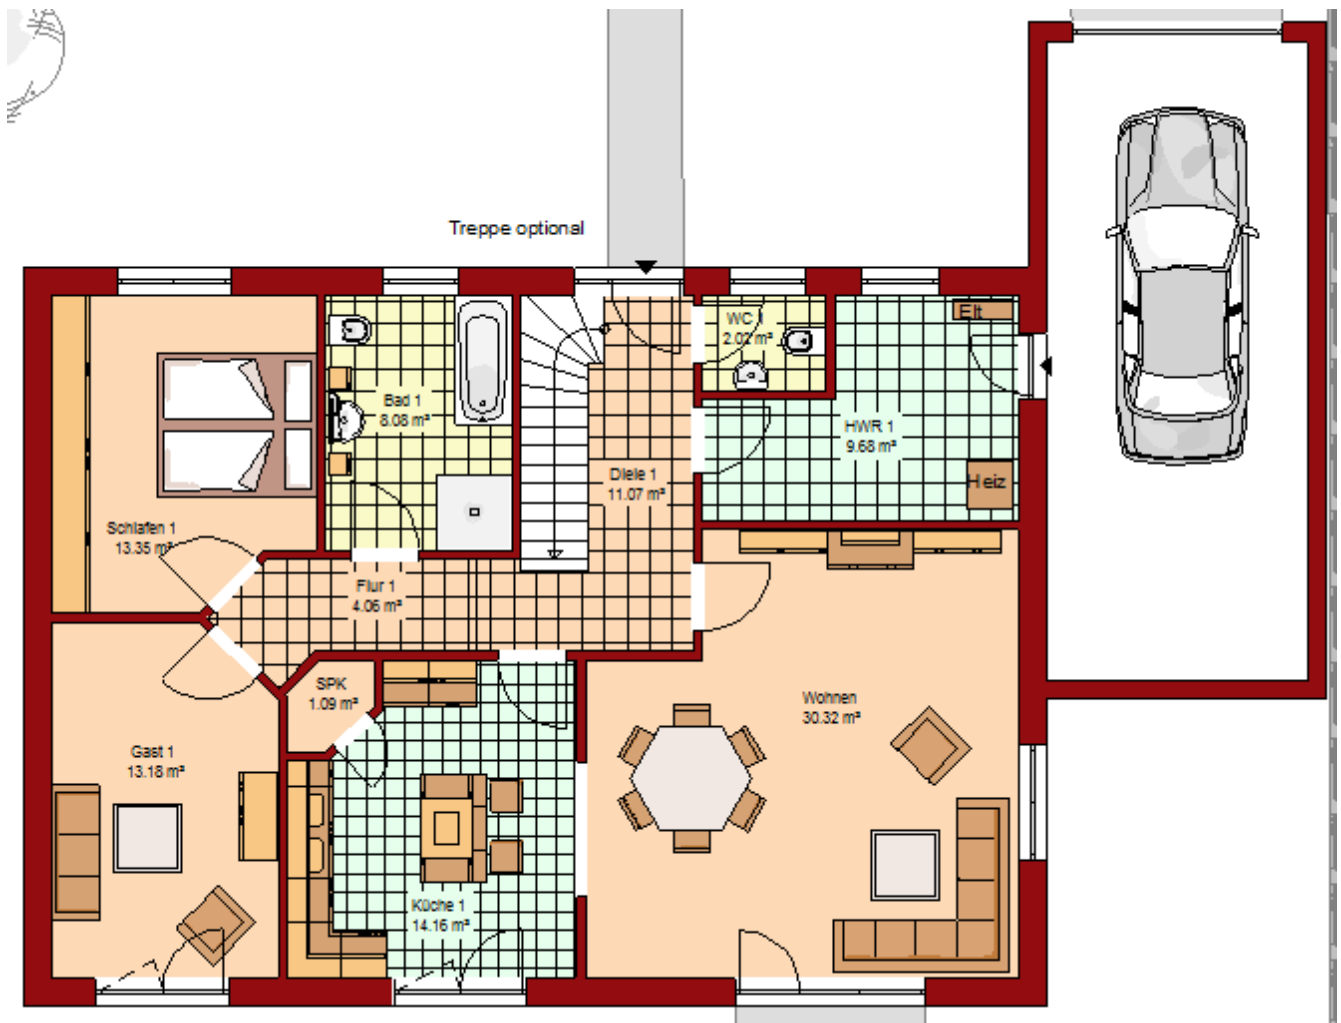 Treppe optional
Elt
WC 1
2.02 m²
Bad 1
8.08 m²
HWR 1
9.68 m²
Diele 1
11.07 m²
Heiz
Schlafen 1
13.35 m²
Flur 1
4.06 m²
SPK
1.09 m²
Wohnen
30.32 m²
Gast 1
13.18 m²
Küche 1
14.16 m²